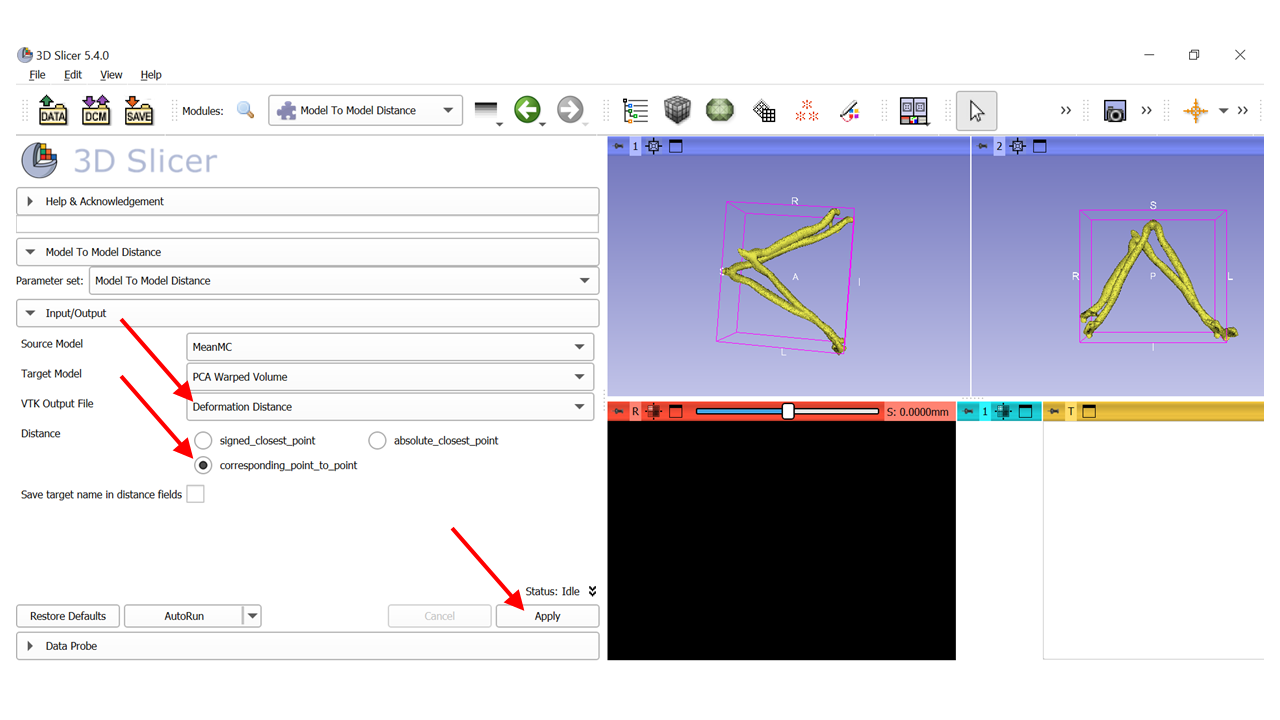 3D Slicer 5.4.0
File Edit View Help
DATA DCM SAVE Modules: Model To Model Distance
3D Slicer
Help & Acknowledgement
Model To Model Distance
Parameter set: Model To Model Distance
Input/Output
Source Model MeanMC
Target Model PCA Warped Volume
VTK Output File Deformation Distance
Distance signed_closest_point absolute_closest_point
corresponding_point_to_point
Save target name in distance fields
Status: Idle
Restore Defaults AutoRun Cancel Apply
Data Probe
1
R
S
A
I
L
2
S
R
P
L
I
R S: 0.0000mm
1
T